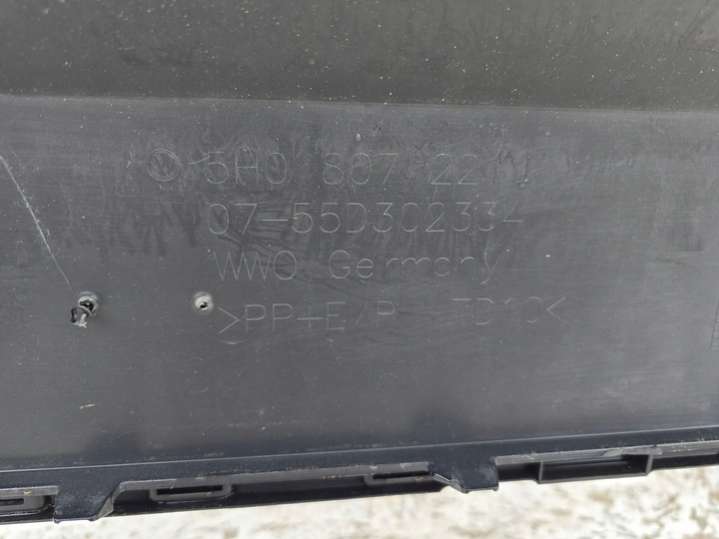 5H0 807 221 J
07-55D30233-
WWO Germany
>PP+E/P TD10<